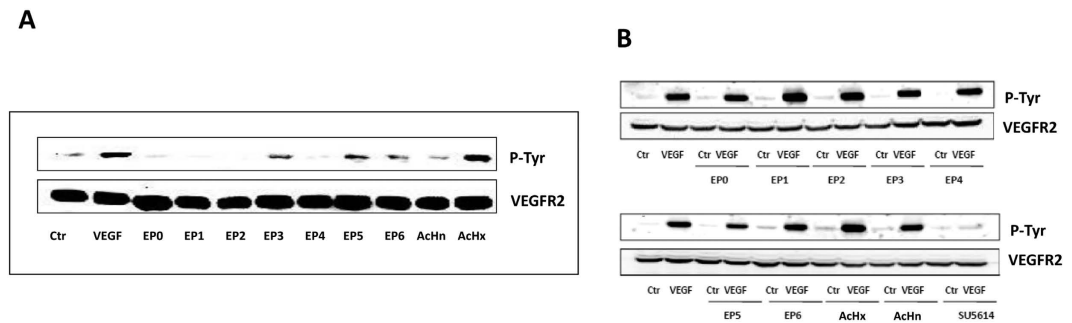 A
P-Tyr
VEGFR2
Ctr VEGF EP0 EP1 EP2 EP3 EP4 EP5 EP6 AcHn AcHx
B
P-Tyr
VEGFR2
Ctr VEGF Ctr VEGF Ctr VEGF Ctr VEGF Ctr VEGF Ctr VEGF
EP0 EP1 EP2 EP3 EP4
P-Tyr
VEGFR2
Ctr VEGF Ctr VEGF Ctr VEGF Ctr VEGF Ctr VEGF Ctr VEGF
EP5 EP6 AcHx AcHn SU5614